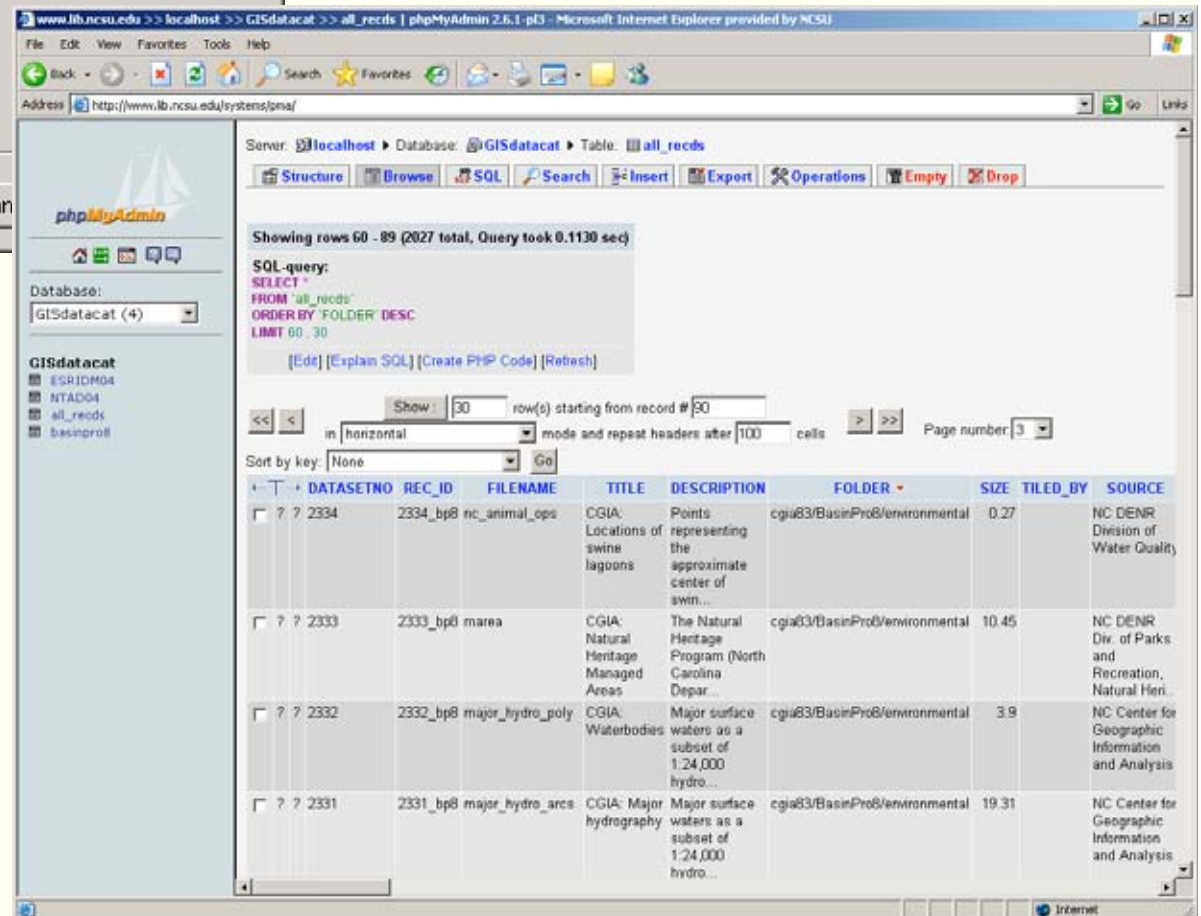 www.lib.ncsu.edu >> localhost >> GISdatacat >> all_recds | phpMyAdmin 2.6.1-pl3 - Microsoft Internet Explorer provided by NCSU
File Edit View Favorites Tools Help
Back Search Favorites
Address http://www.lib.ncsu.edu/systems/pma/ Go Links
phpMyAdmin
Database:
GISdatacat (4)
GISdatacat
ESRIDM04
NTAD04
all_recds
basinpro8
Server: localhost Database: GISdatacat Table: all_recds
Structure Browse SQL Search Insert Export Operations Empty Drop
Showing rows 60 - 89 (2027 total, Query took 0.1130 sec)
SQL-query:
SELECT *
FROM `all_recds`
ORDER BY `FOLDER` DESC
LIMIT 60 , 30
[Edit] [Explain SQL] [Create PHP Code] [Refresh]
<< < Show : 30 row(s) starting from record # 90 > >> Page number: 3
in horizontal mode and repeat headers after 100 cells
Sort by key: None Go
DATASETNO REC_ID FILENAME TITLE DESCRIPTION FOLDER SIZE TILED_BY SOURCE
? ? 2334 2334_bp8 nc_animal_ops CGIA: Points cgia83/BasinPro8/environmental 0.27 NC DENR
Locations of representing Division of
swine the Water Quality
lagoons approximate
center of
swin...
? ? 2333 2333_bp8 marea CGIA: The Natural cgia83/BasinPro8/environmental 10.45 NC DENR
Natural Heritage Div. of Parks
Heritage Program (North and
Managed Carolina Recreation,
Areas Depar... Natural Heri...
? ? 2332 2332_bp8 major_hydro_poly CGIA: Major surface cgia83/BasinPro8/environmental 3.9 NC Center for
Waterbodies waters as a Geographic
subset of Information
1:24,000 and Analysis
hydro...
? ? 2331 2331_bp8 major_hydro_arcs CGIA: Major Major surface cgia83/BasinPro8/environmental 19.31 NC Center for
hydrography waters as a Geographic
subset of Information
1:24,000 and Analysis
hydro...
Internet